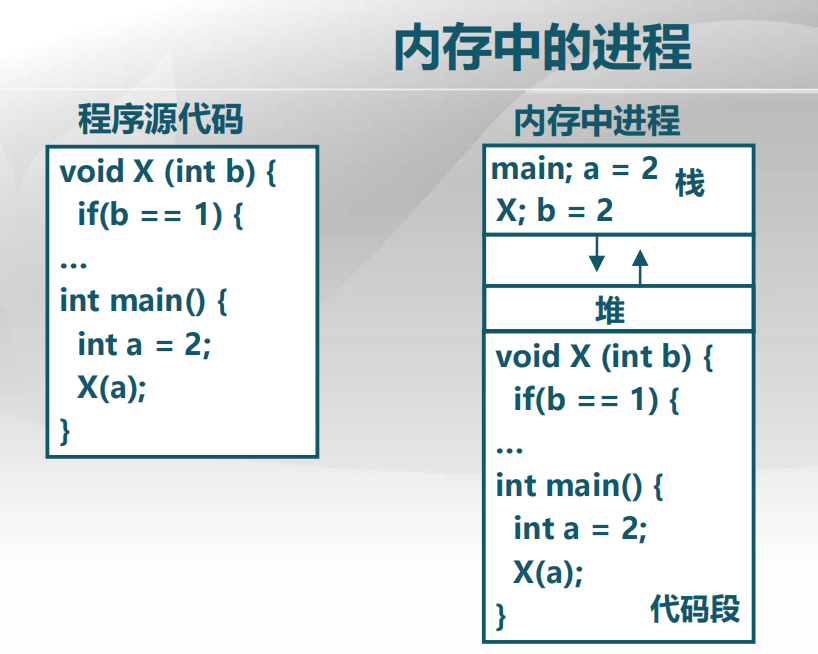 内存中的进程
程序源代码
void X (int b) {
if(b == 1) {
...
int main() {
int a = 2;
X(a);
}
内存中进程
main; a = 2
X; b = 2
栈
堆
void X (int b) {
if(b == 1) {
...
int main() {
int a = 2;
X(a);
}
代码段